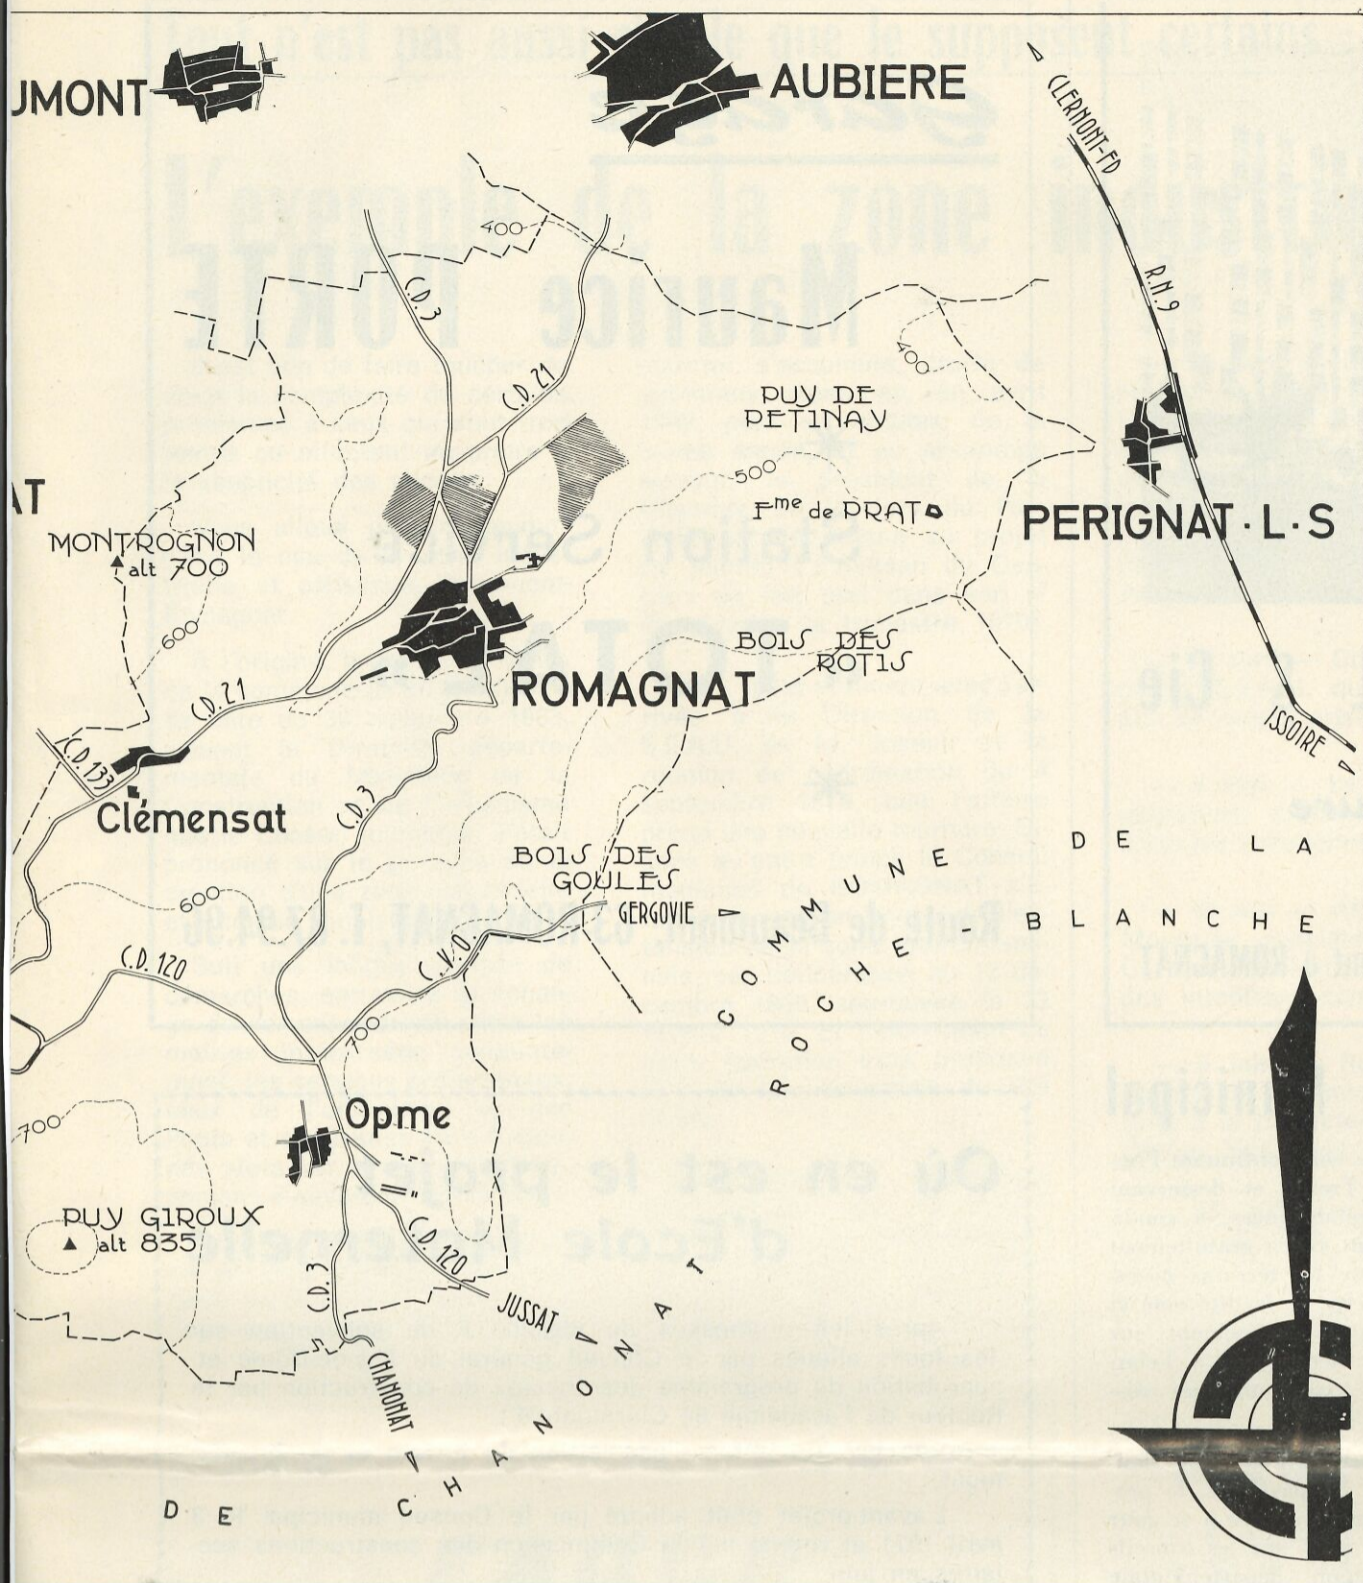 UMONT
AUBIERE
CLERMONT-FD
400
C.D.3
R.N.9
C.D.21
400
PUY DE
PETINAY
500
AT
Fme de PRAT
PERIGNAT.L.S
MONTROGNON
alt 700
600
BOIS DES
ROTIS
ROMAGNAT
C.D.21
ISSOIRE
C.D.133
Clémensat
C.D.3
BOIS DES
GOULES
600
GERGOVIE
COMMUNE DE LA
ROCHE-BLANCHE
C.D.120
C.V.O
700
Opme
700
PUY GIROUX
alt 835
C.D.120
C.D.3
JUSSAT
CHANONAT
DE CHANONAT